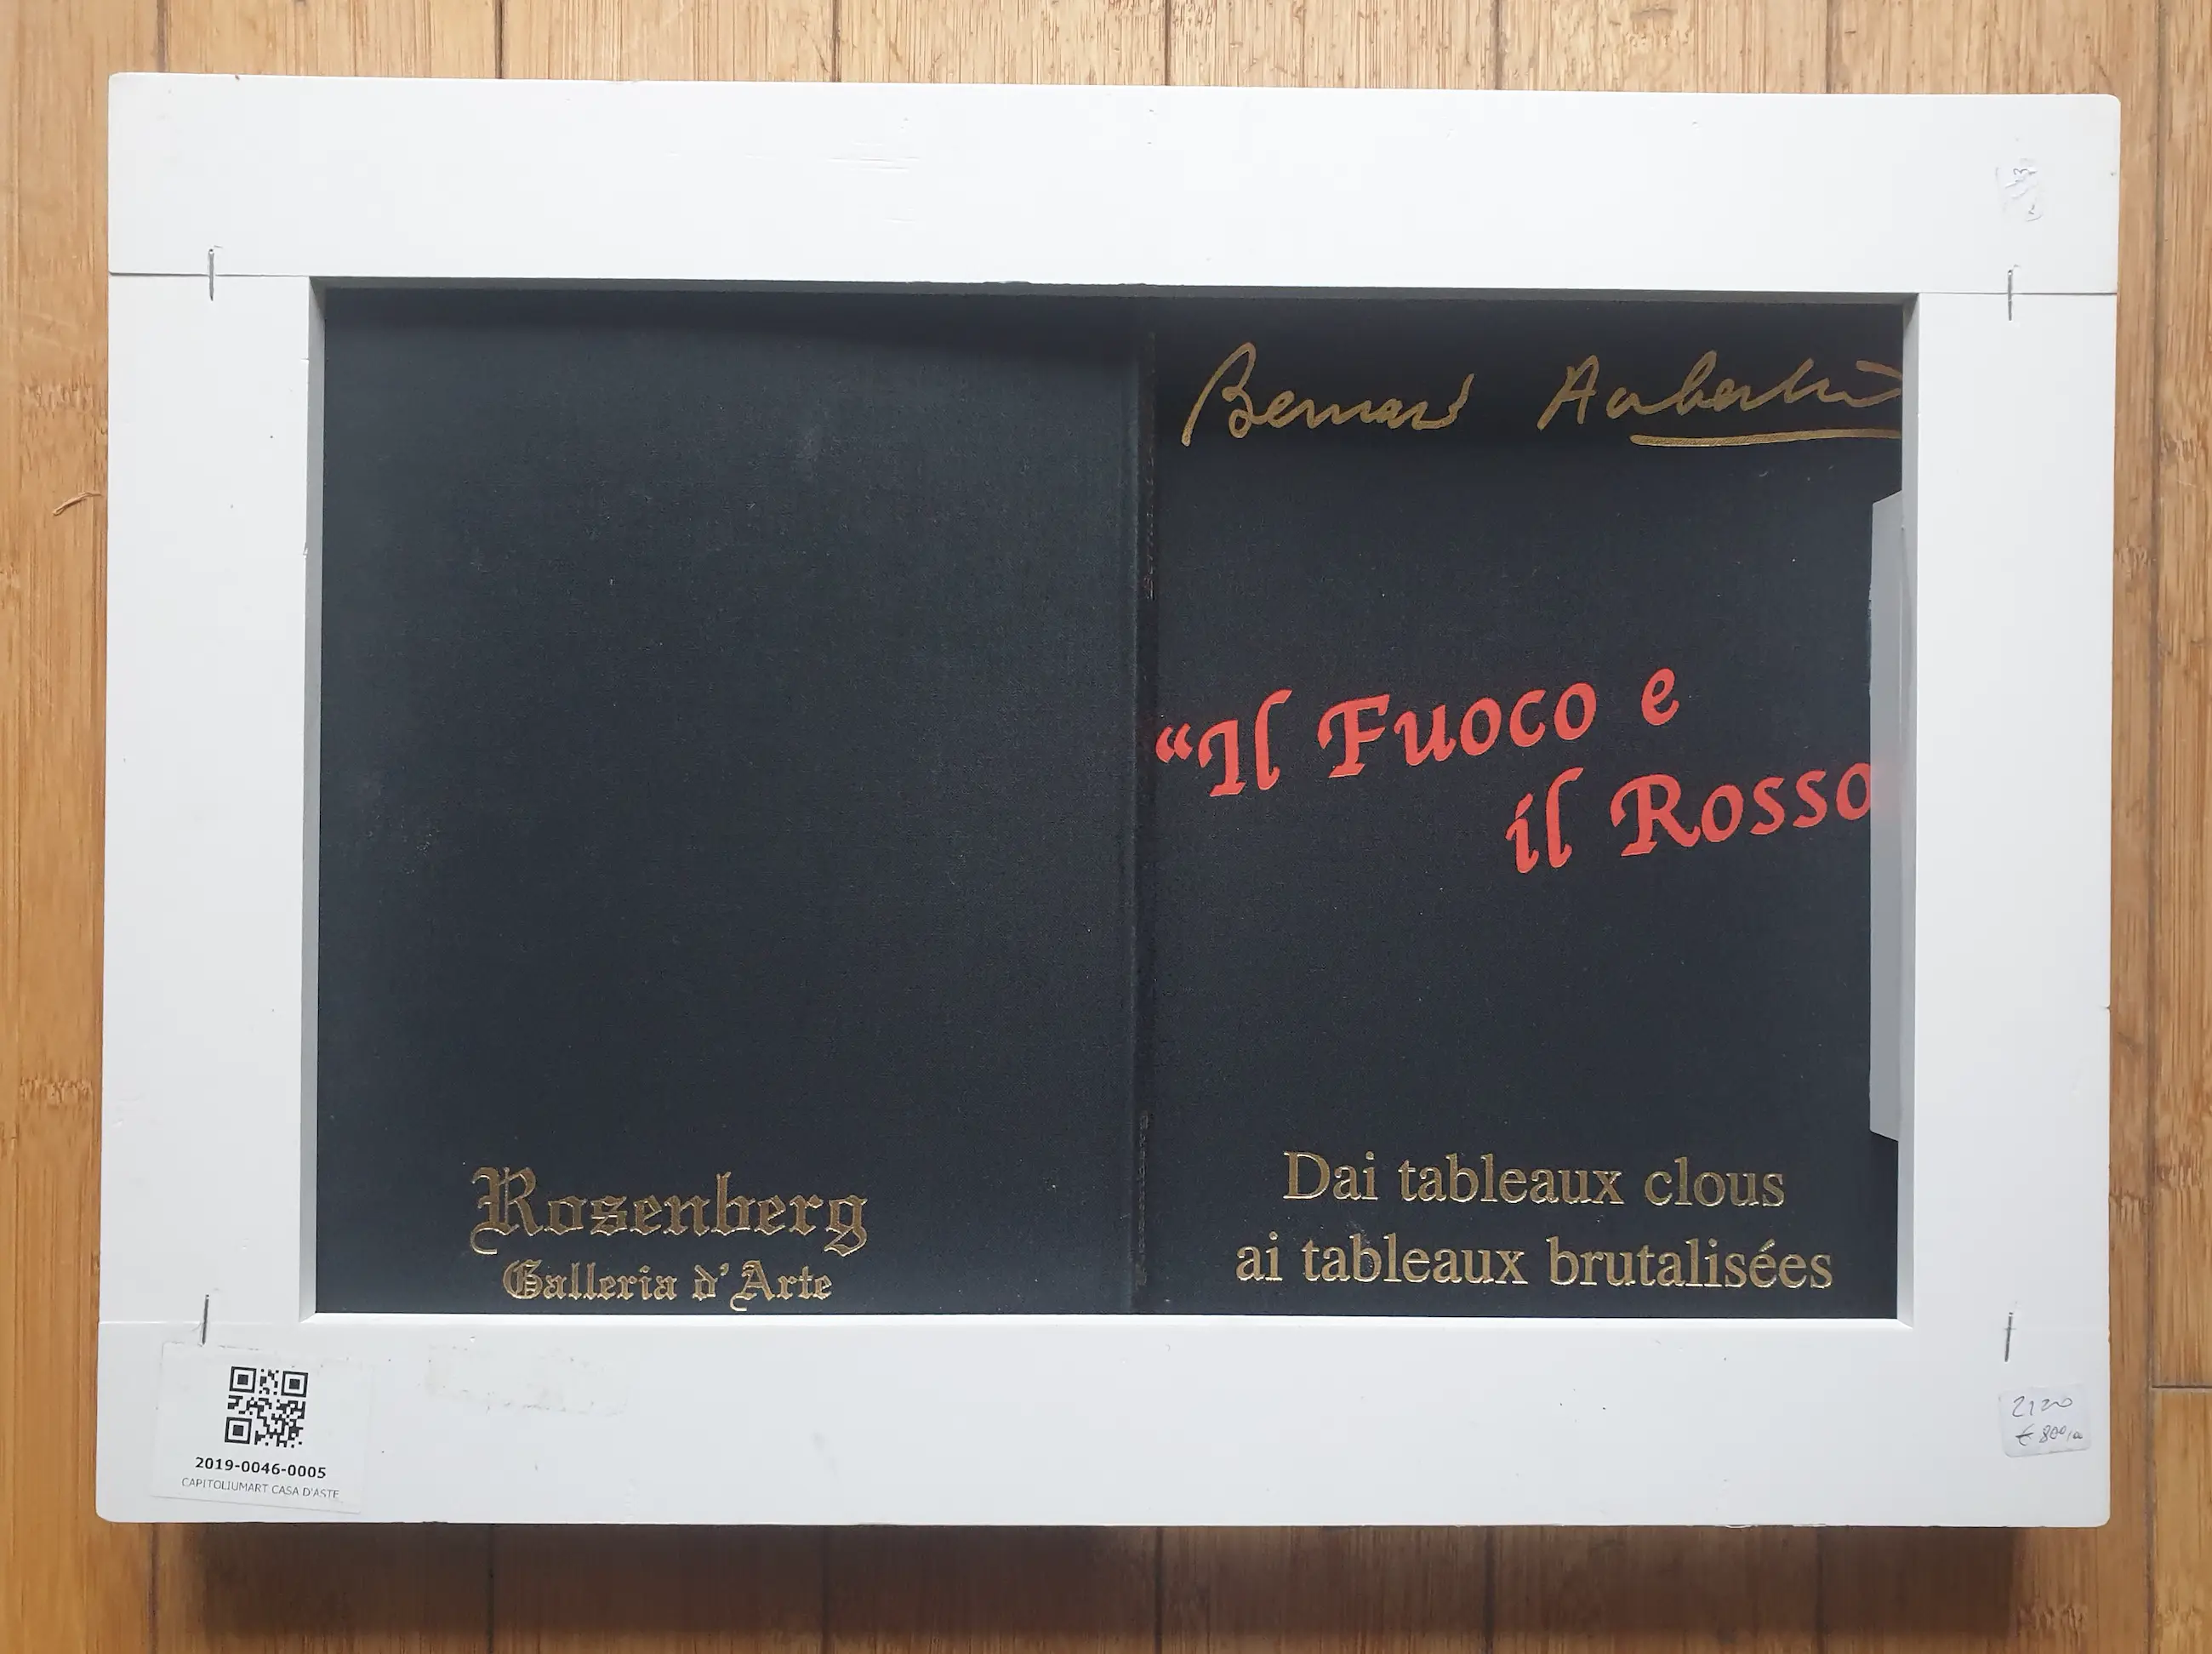 Bernard Aubertin
“Il Fuoco e
il Rosso
Rosenberg
Galleria d'Arte
Dai tableaux clous
ai tableaux brutalisées
2019-0046-0005
CAPITOLIUMART CASA D'ASTE